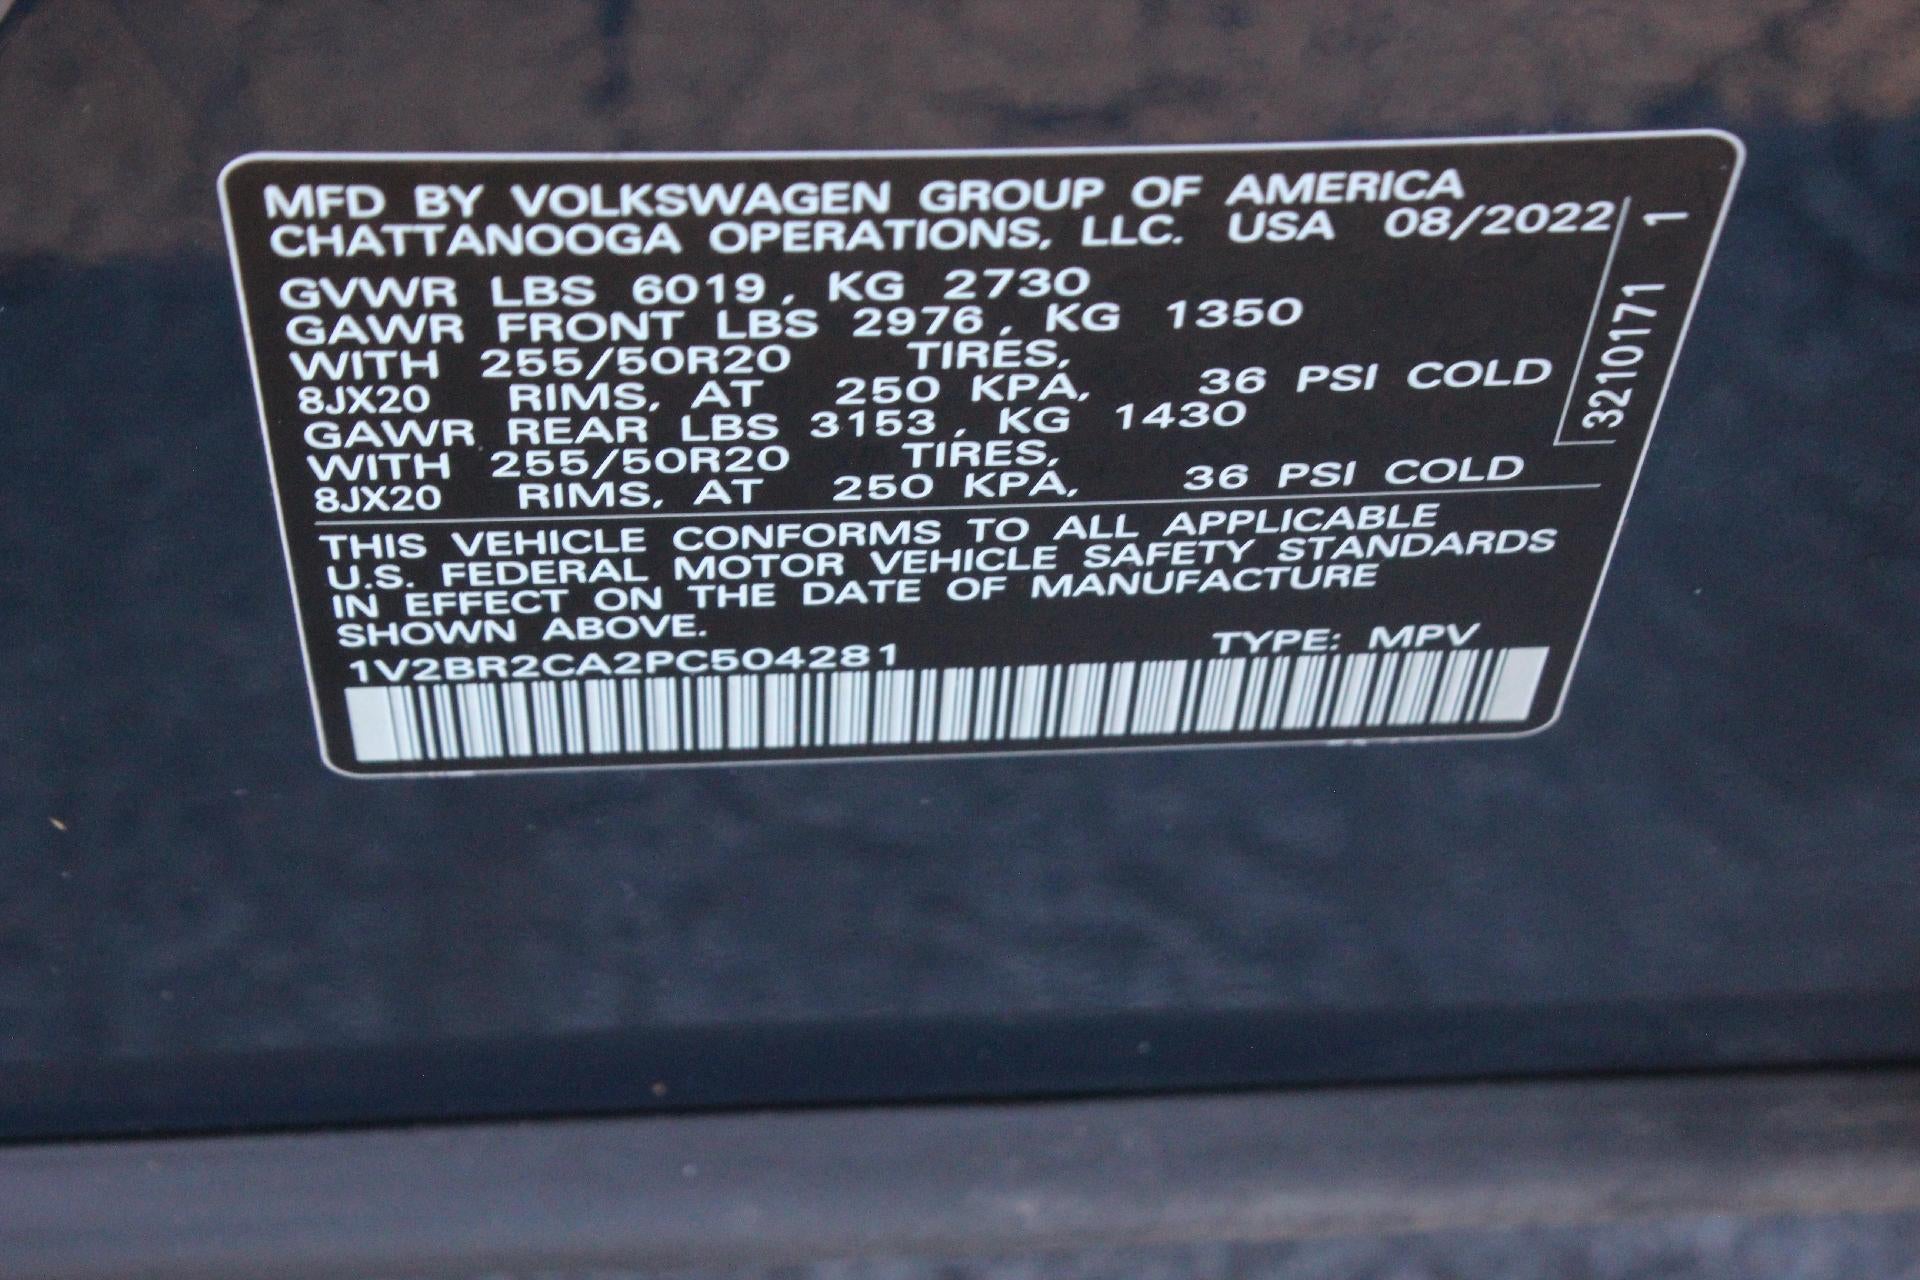 MFD BY VOLKSWAGEN GROUP OF AMERICA
CHATTANOOGA OPERATIONS, LLC. USA 08/2022
GVWR LBS 6019, KG 2730
GAWR FRONT LBS 2976, KG 1350
WITH 255/50R20 TIRES,
8JX20 RIMS, AT 250 KPA, 36 PSI COLD
GAWR REAR LBS 3153, KG 1430
WITH 255/50R20 TIRES,
8JX20 RIMS, AT 250 KPA, 36 PSI COLD
THIS VEHICLE CONFORMS TO ALL APPLICABLE
U.S. FEDERAL MOTOR VEHICLE SAFETY STANDARDS
IN EFFECT ON THE DATE OF MANUFACTURE
SHOWN ABOVE.
1V2BR2CA2PC504281 TYPE: MPV
3210171 1